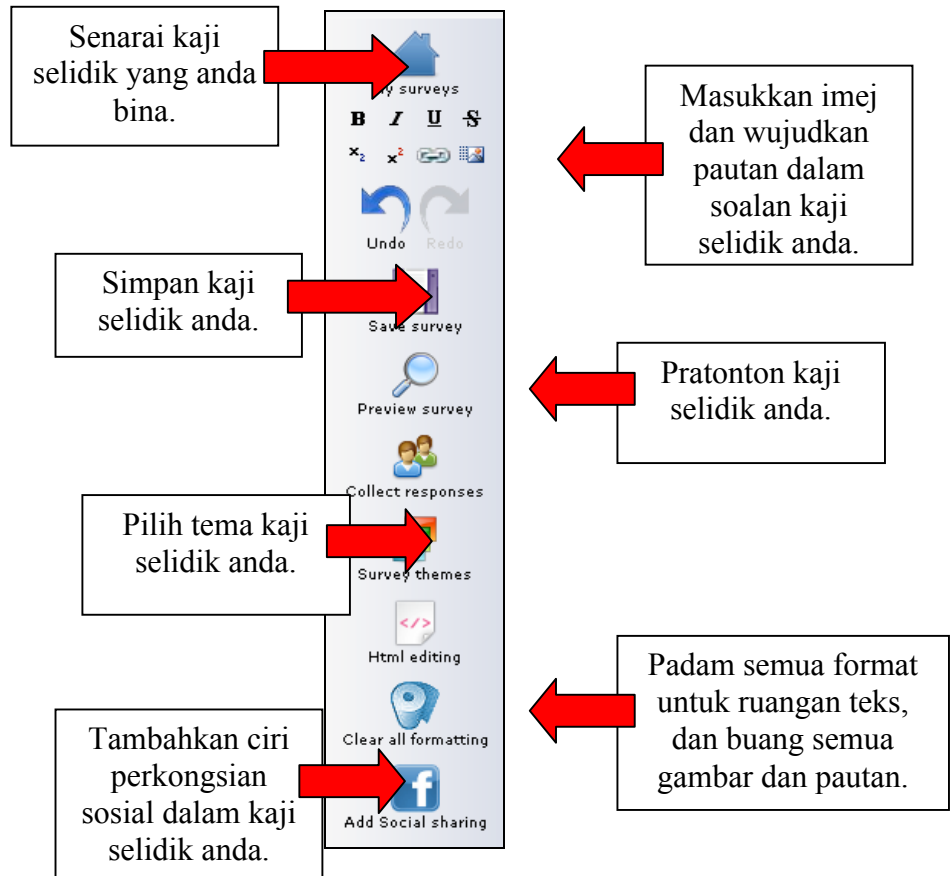 Senarai kaji
selidik yang anda
bina.
y surveys
B I U S
x₂ x²
Masukkan imej
dan wujudkan
pautan dalam
soalan kaji
selidik anda.
Undo Redo
Simpan kaji
selidik anda.
Save survey
Pratonton kaji
selidik anda.
Preview survey
Collect responses
Pilih tema kaji
selidik anda.
Survey themes
</>
Html editing
Padam semua format
untuk ruangan teks,
dan buang semua
gambar dan pautan.
Clear all formatting
Tambahkan ciri
perkongsian
sosial dalam kaji
selidik anda.
f
Add Social sharing